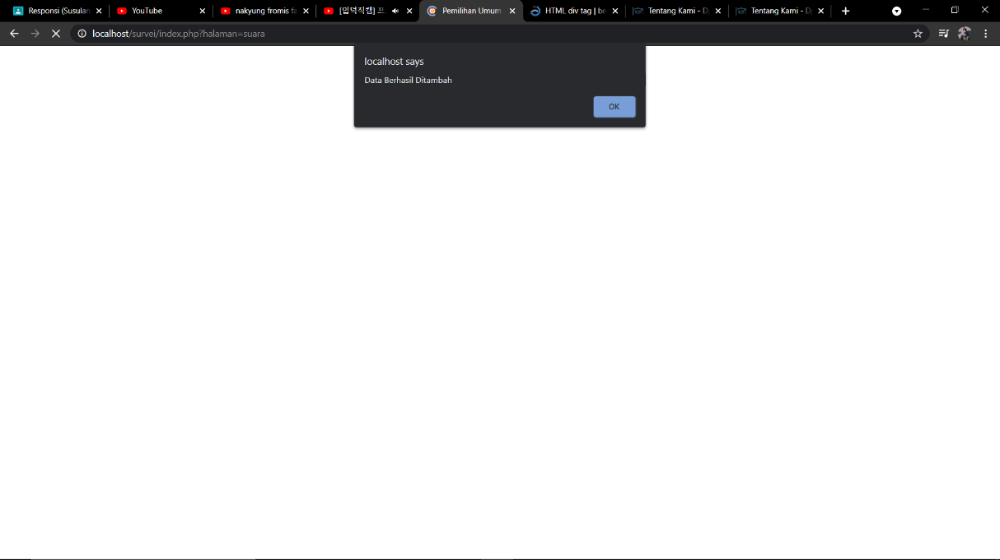 Responsi (Susulan
YouTube
nakyung fromis fa
[입덕직캠] 프
Pemilihan Umum
HTML div tag | be
Tentang Kami - D
Tentang Kami - D
localhost/survei/index.php?halaman=suara
localhost says
Data Berhasil Ditambah
OK